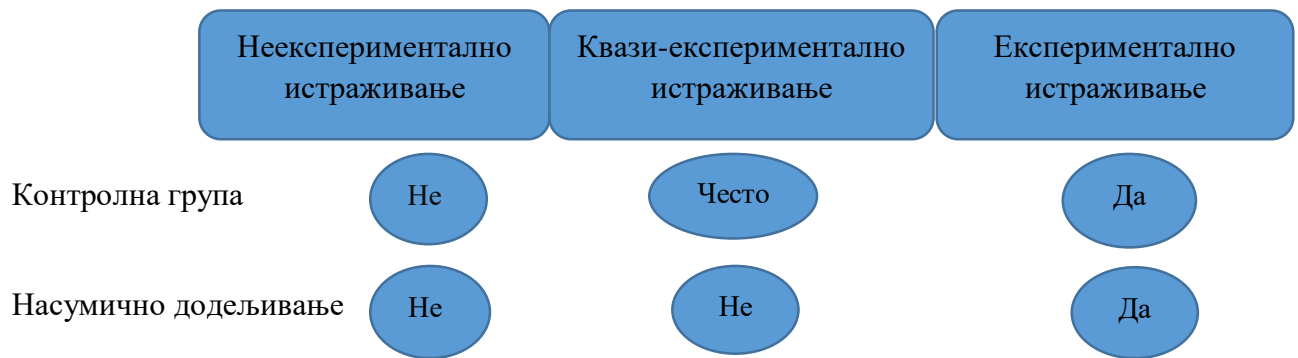 Неекспериментално
истраживање
Квази-експериментално
истраживање
Експериментално
истраживање
Контролна група
Не
Често
Да
Насумично додељивање
Не
Не
Да